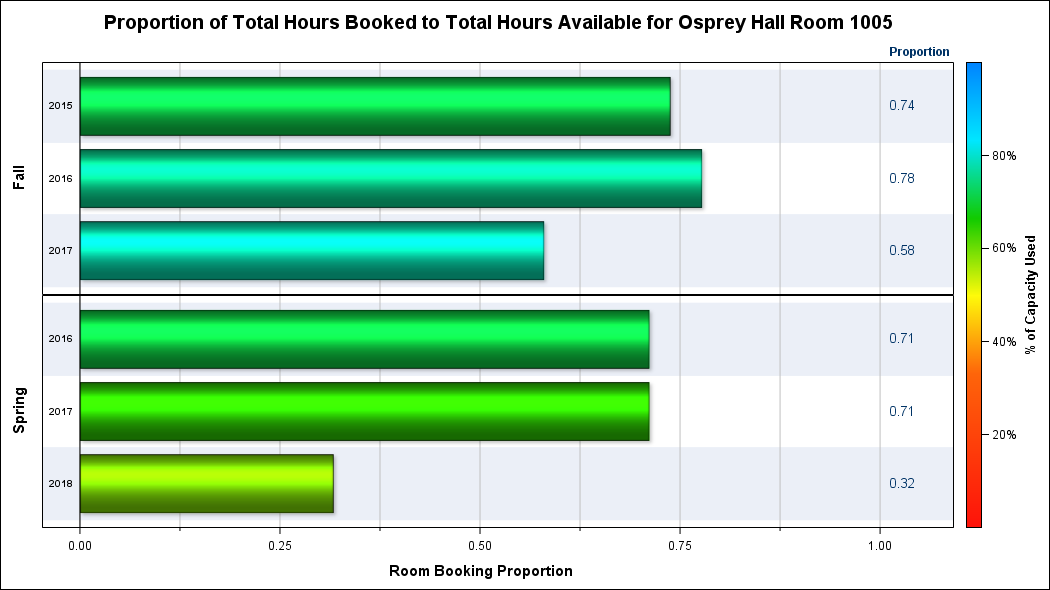 Proportion of Total Hours Booked to Total Hours Available for Osprey Hall Room 1005
Proportion
Fall
2015 0.74
2016 0.78
2017 0.58
Spring
2016 0.71
2017 0.71
2018 0.32
0.00 0.25 0.50 0.75 1.00
Room Booking Proportion
80%
60%
40%
20%
% of Capacity Used